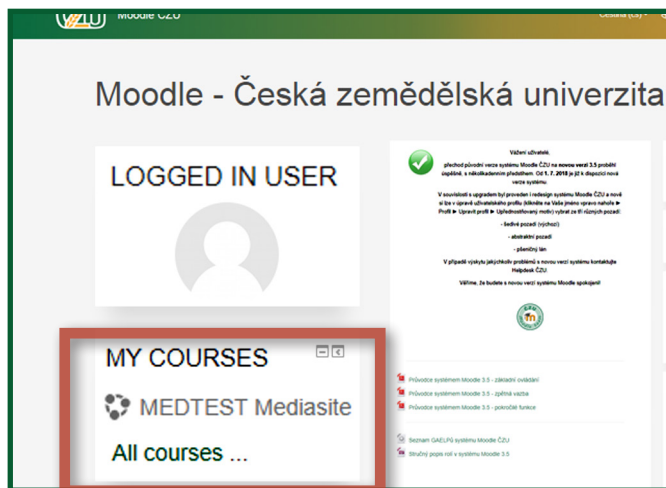 Moodle ČZU
Čeština (cs)
Moodle - Česká zemědělská univerzita
LOGGED IN USER
MY COURSES
MEDTEST Mediasite
All courses ...
Vážení uživatelé,
přechod původní verze systému Moodle ČZU na novou verzi 3.5 proběhl
úspěšně, s několikadenním předstihem. Od 1. 7. 2018 je již k dispozici nová
verze systému.
V souvislosti s upgradem byl proveden i redesign systému Moodle ČZU a nově
si lze v úpravě uživatelského profilu (klikněte na Vaše jméno vpravo nahoře ►
Profil ► Upravit profil ► Upřednostňovaný motiv) vybrat ze tří různých pozadí:
- šedivé pozadí (výchozí)
- abstraktní pozadí
- pšeničný lán
V případě výskytu jakýchkoliv problémů s novou verzí systému kontaktujte
Helpdesk ČZU.
Věříme, že budete s novou verzí systému Moodle spokojeni!
Průvodce systémem Moodle 3.5 - základní ovládání
Průvodce systémem Moodle 3.5 - zpětná vazba
Průvodce systémem Moodle 3.5 - pokročilé funkce
Seznam GAELPŮ systému Moodle ČZU
Stručný popis rolí v systému Moodle 3.5